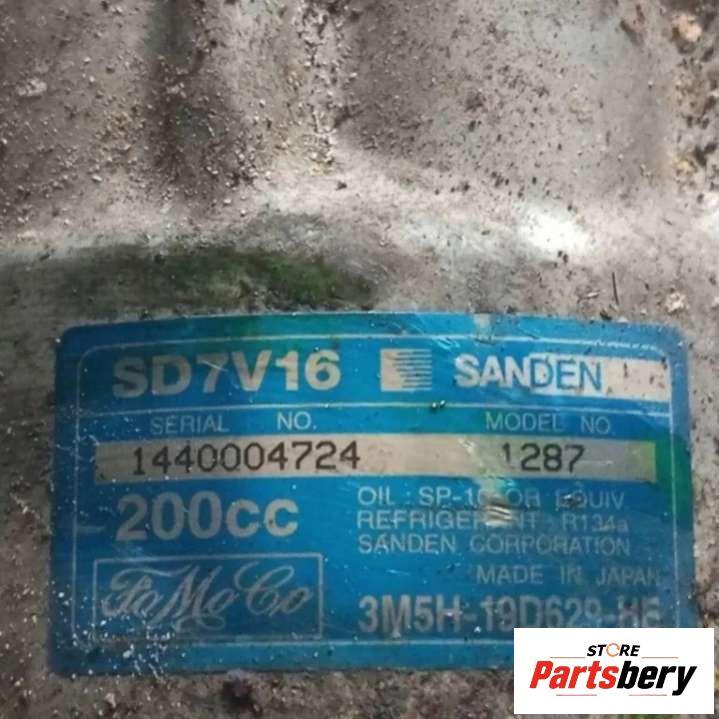 SD7V16 SANDEN
SERIAL NO. MODEL NO.
1440004724 1287
200cc
OIL : SP-10 OR EQUIV
REFRIGERENT : R134a
SANDEN CORPORATION
MADE IN JAPAN
FoMoCo
3M5H-19D629-HE
STORE
Partsbery